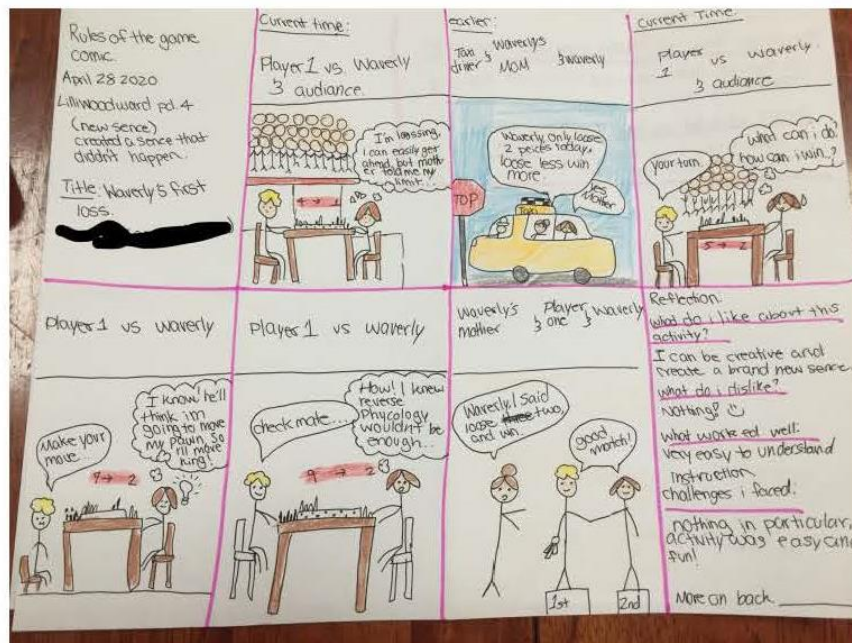 Rules of the game
comic.
April 28 2020
Lilliwoodward pd. 4
(new sence)
created a sence that
didn't happen.
Title: Waverly's first
loss.
Current time:
Player 1 vs. Waverly
& audience.
I'm loosing,
i can easily get
ahead, but moth
er told me my
limit...
4 → 1
earlier:
Taxi driver & Waverly's MOM & waverly
Waverly, only loose
2 peices today,
loose less win
more.
yes
Mother
TOP
Taxi
Current Time:
Player 1 vs waverly.
& audience
your turn
what can i do?
how can i win..?
5 → 2
Player 1 vs waverly
Make your
move...
I know! he'll
think im
going to move
my pawn, so
i'll move
king!
→ 2
Player 1 vs waverly
check mate...
How! I knew
reverse
phycology
wouldn't be
enough...
9 → 2
Waverly's mother & Player one & Waverly
Waverly, I said
loose three two,
and win.
good
match!
1st
2nd
Reflection:
what do i like about this
activity?
I can be creative and
create a brand new sence.
what do i dislike?
Nothing!
what worked well:
very easy to understand
instruction
challenges i faced:
nothing in particular,
activity was easy and
fun!
More on back